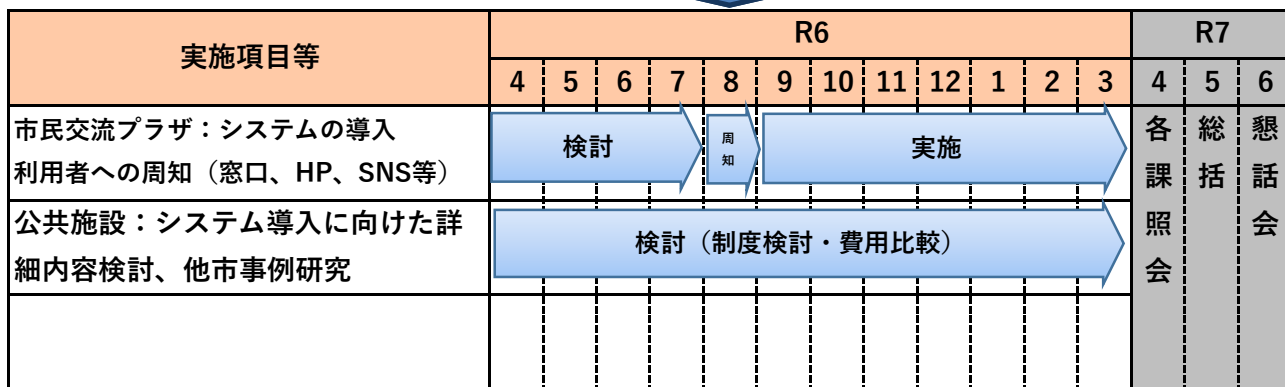 実施項目等
R6
R7
4 5 6 7 8 9 10 11 12 1 2 3 4 5 6
市民交流プラザ：システムの導入
利用者への周知（窓口、HP、SNS等）
検討
周知
実施
公共施設：システム導入に向けた詳
細内容検討、他市事例研究
検討（制度検討・費用比較）
各課照会
総括
懇話会